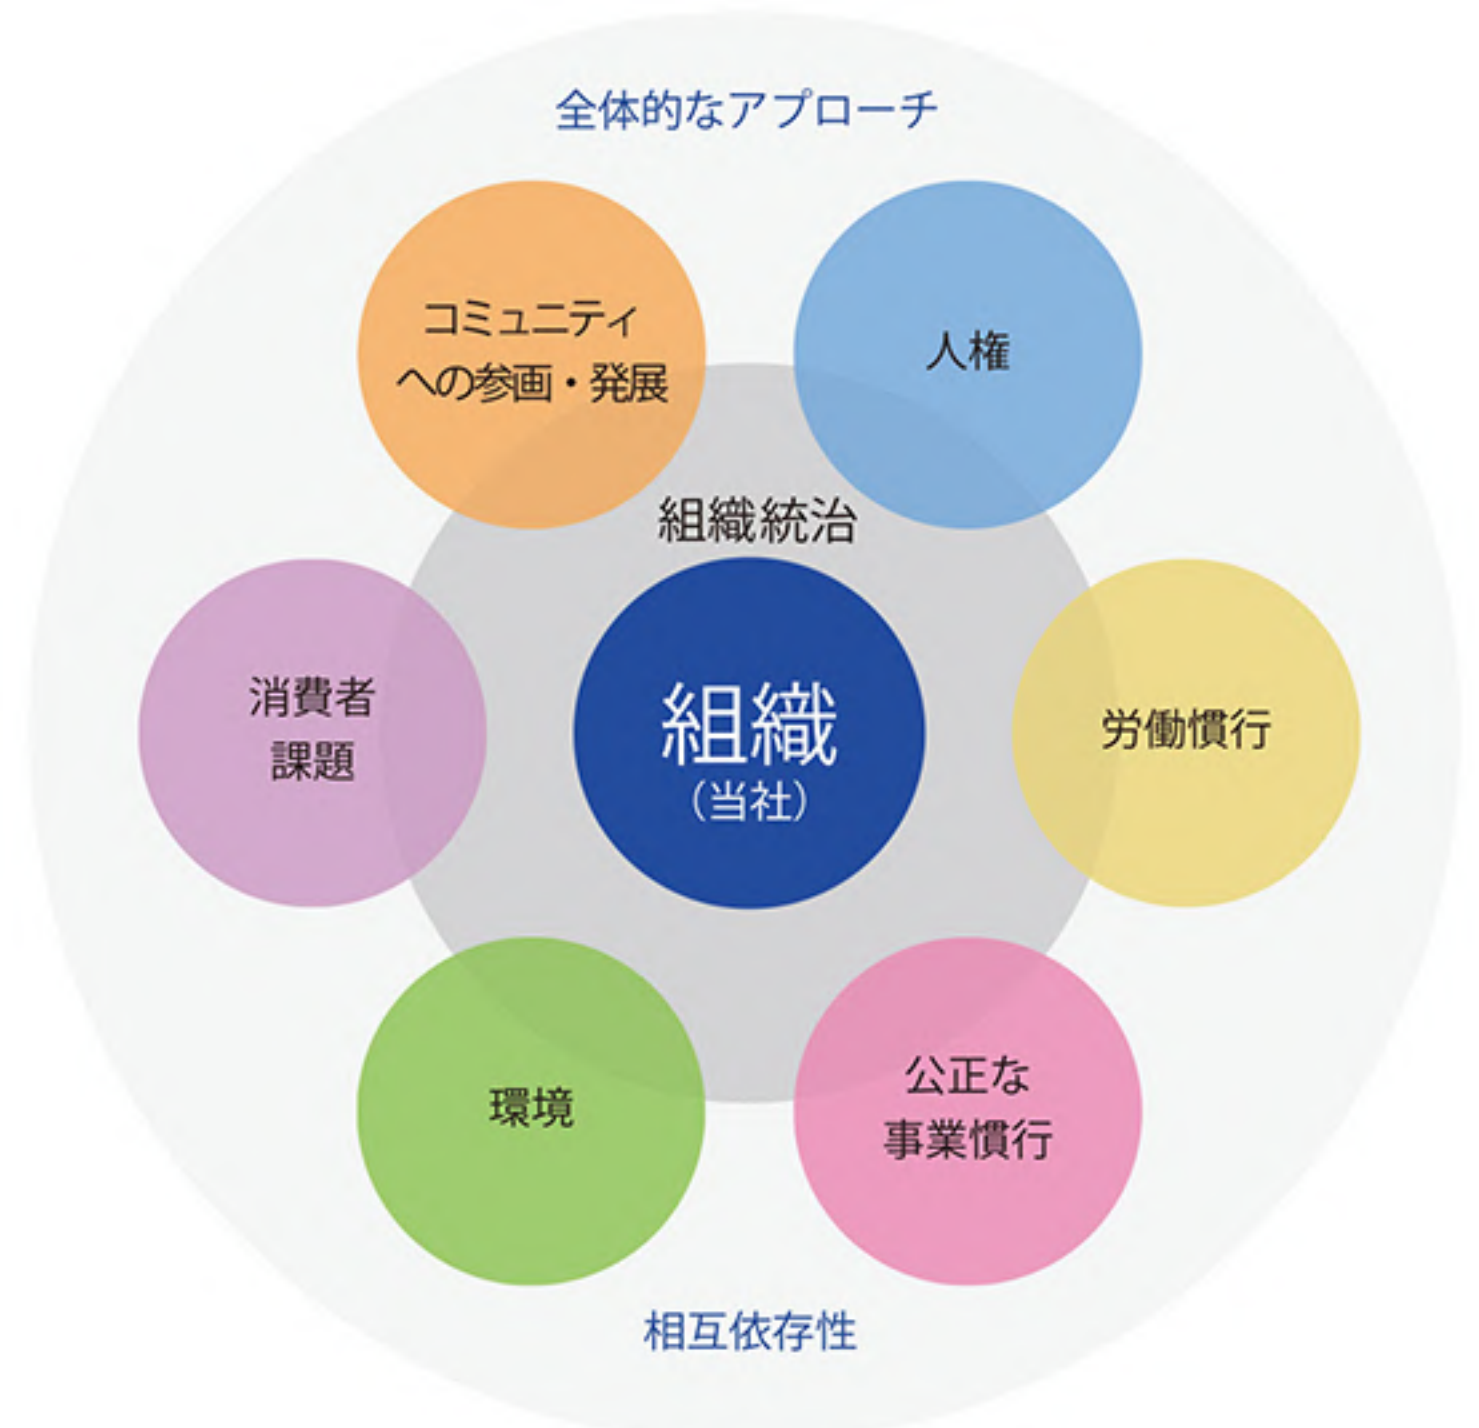 全体的なアプローチ
コミュニティ
への参画・発展
人権
組織統治
消費者
課題
組織
（当社）
労働慣行
環境
公正な
事業慣行
相互依存性